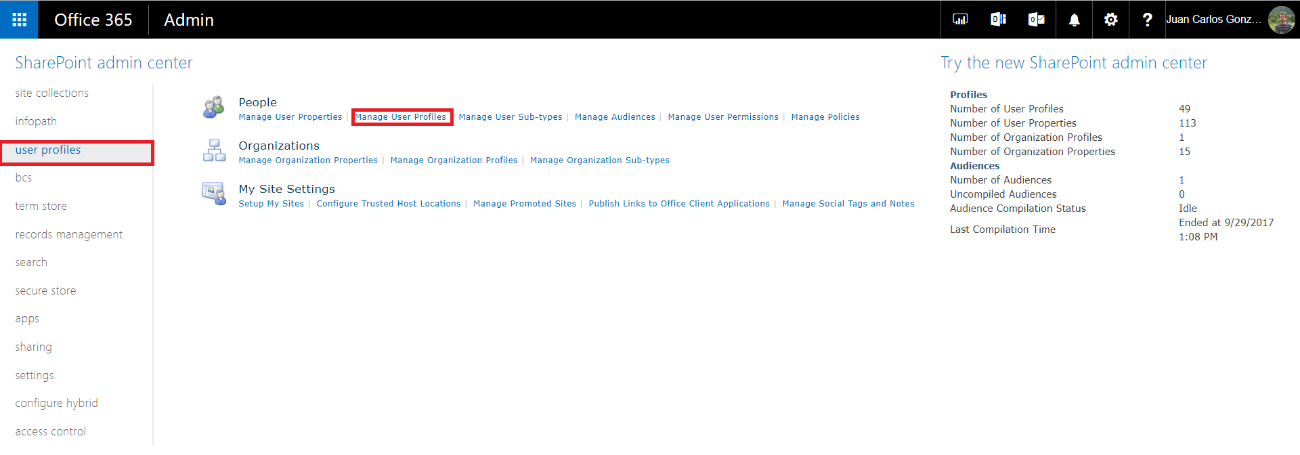 Office 365 Admin Juan Carlos Gonz...
SharePoint admin center
Try the new SharePoint admin center
site collections
infopath
user profiles
bcs
term store
records management
search
secure store
apps
sharing
settings
configure hybrid
access control
People
Manage User Properties | Manage User Profiles | Manage User Sub-types | Manage Audiences | Manage User Permissions | Manage Policies
Organizations
Manage Organization Properties | Manage Organization Profiles | Manage Organization Sub-types
My Site Settings
Setup My Sites | Configure Trusted Host Locations | Manage Promoted Sites | Publish Links to Office Client Applications | Manage Social Tags and Notes
Profiles
Number of User Profiles 49
Number of User Properties 113
Number of Organization Profiles 1
Number of Organization Properties 15
Audiences
Number of Audiences 1
Uncompiled Audiences 0
Audience Compilation Status Idle
Last Compilation Time Ended at 9/29/2017
1:08 PM